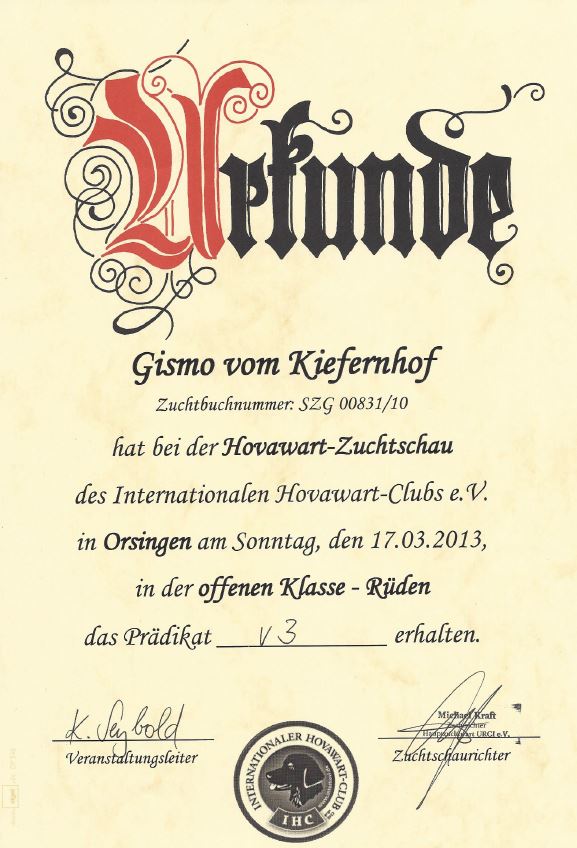 Urkunde
Gismo vom Kiefernhof
Zuchtbuchnummer: SZG 00831/10
hat bei der Hovawart-Zuchtschau
des Internationalen Hovawart-Clubs e.V.
in Orsingen am Sonntag, den 17.03.2013,
in der offenen Klasse - Rüden
das Prädikat v3 erhalten.
K. Seybold
Veranstaltungsleiter
Michael Kraft
URCI e.V.
Zuchtschaurichter
INTERNATIONALER HOVAWART-CLUB
IHC